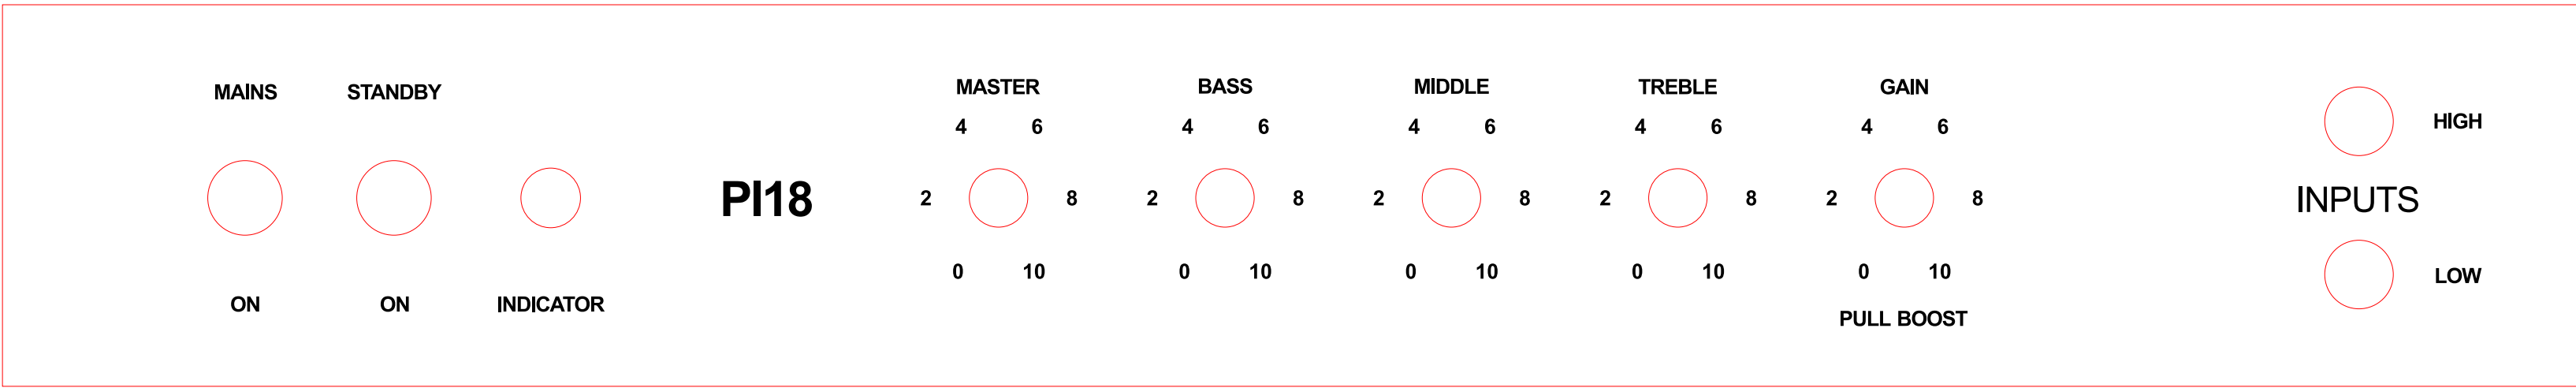 MAINS
ON
STANDBY
ON
INDICATOR
PI18
MASTER
4 6
2 8
0 10
BASS
4 6
2 8
0 10
MIDDLE
4 6
2 8
0 10
TREBLE
4 6
2 8
0 10
GAIN
4 6
2 8
0 10
PULL BOOST
HIGH
INPUTS
LOW